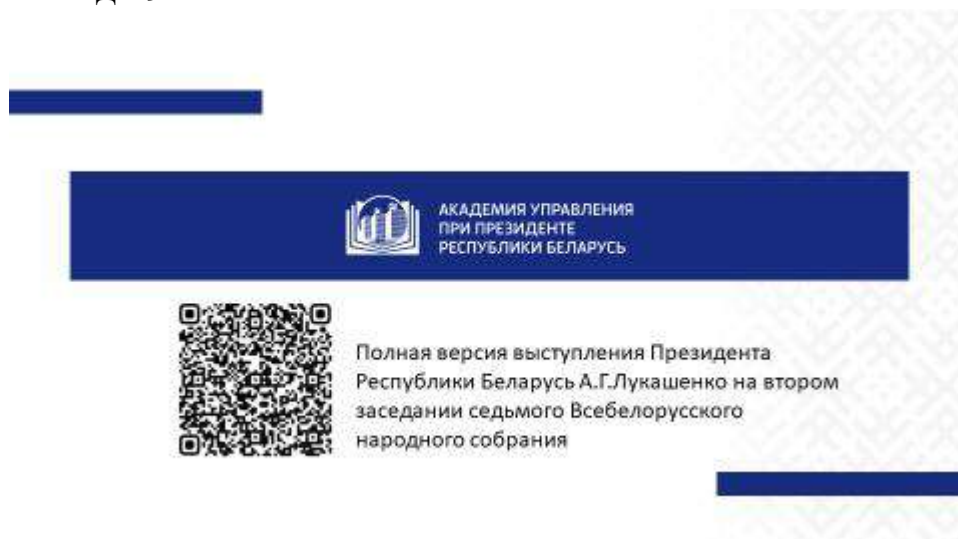 АКАДЕМИЯ УПРАВЛЕНИЯ
ПРИ ПРЕЗИДЕНТЕ
РЕСПУБЛИКИ БЕЛАРУСЬ
Полная версия выступления Президента
Республики Беларусь А.Г.Лукашенко на втором
заседании седьмого Всебелорусского
народного собрания